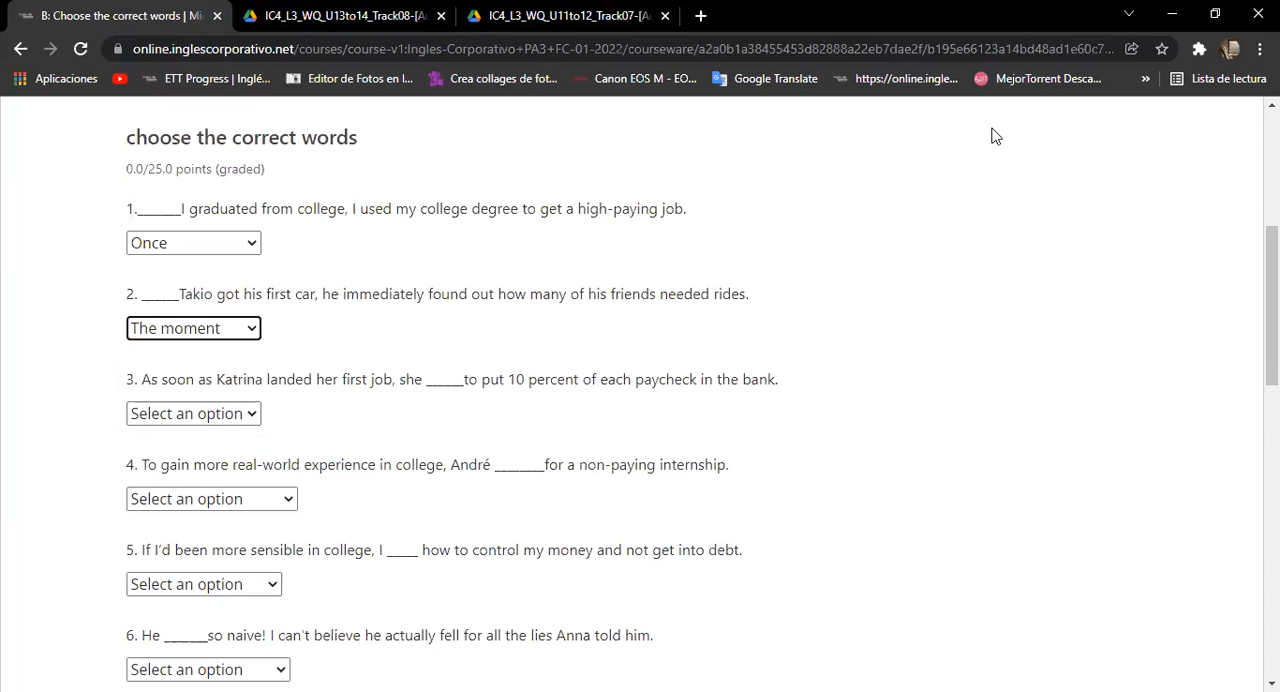 B: Choose the correct words | Mi
IC4_L3_WQ_U13to14_Track08-[A
IC4_L3_WQ_U11to12_Track07-[A
online.inglescorporativo.net/courses/course-v1:Ingles-Corporativo+PA3+FC-01-2022/courseware/a2a0b1a38455453d82888a22eb7dae2f/b195e66123a14bd48ad1e60c7...
Aplicaciones
ETT Progress | Inglé...
Editor de Fotos en l...
Crea collages de fot...
Canon EOS M - EO...
Google Translate
https://online.ingle...
MejorTorrent Desca...
»
Lista de lectura
choose the correct words
0.0/25.0 points (graded)
1.______I graduated from college, I used my college degree to get a high-paying job.
Once
2. _____Takio got his first car, he immediately found out how many of his friends needed rides.
The moment
3. As soon as Katrina landed her first job, she _____to put 10 percent of each paycheck in the bank.
Select an option
4. To gain more real-world experience in college, André _______for a non-paying internship.
Select an option
5. If I’d been more sensible in college, I ____ how to control my money and not get into debt.
Select an option
6. He ______so naive! I can’t believe he actually fell for all the lies Anna told him.
Select an option